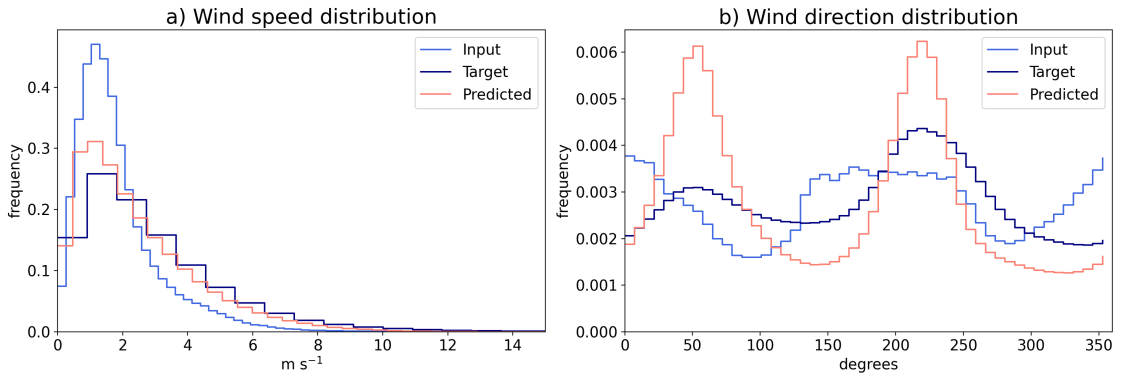 a) Wind speed distribution
frequency
0.4
0.3
0.2
0.1
0.0
0 2 4 6 8 10 12 14
m s⁻¹
Input
Target
Predicted
b) Wind direction distribution
frequency
0.006
0.005
0.004
0.003
0.002
0.001
0.000
0 50 100 150 200 250 300 350
degrees
Input
Target
Predicted